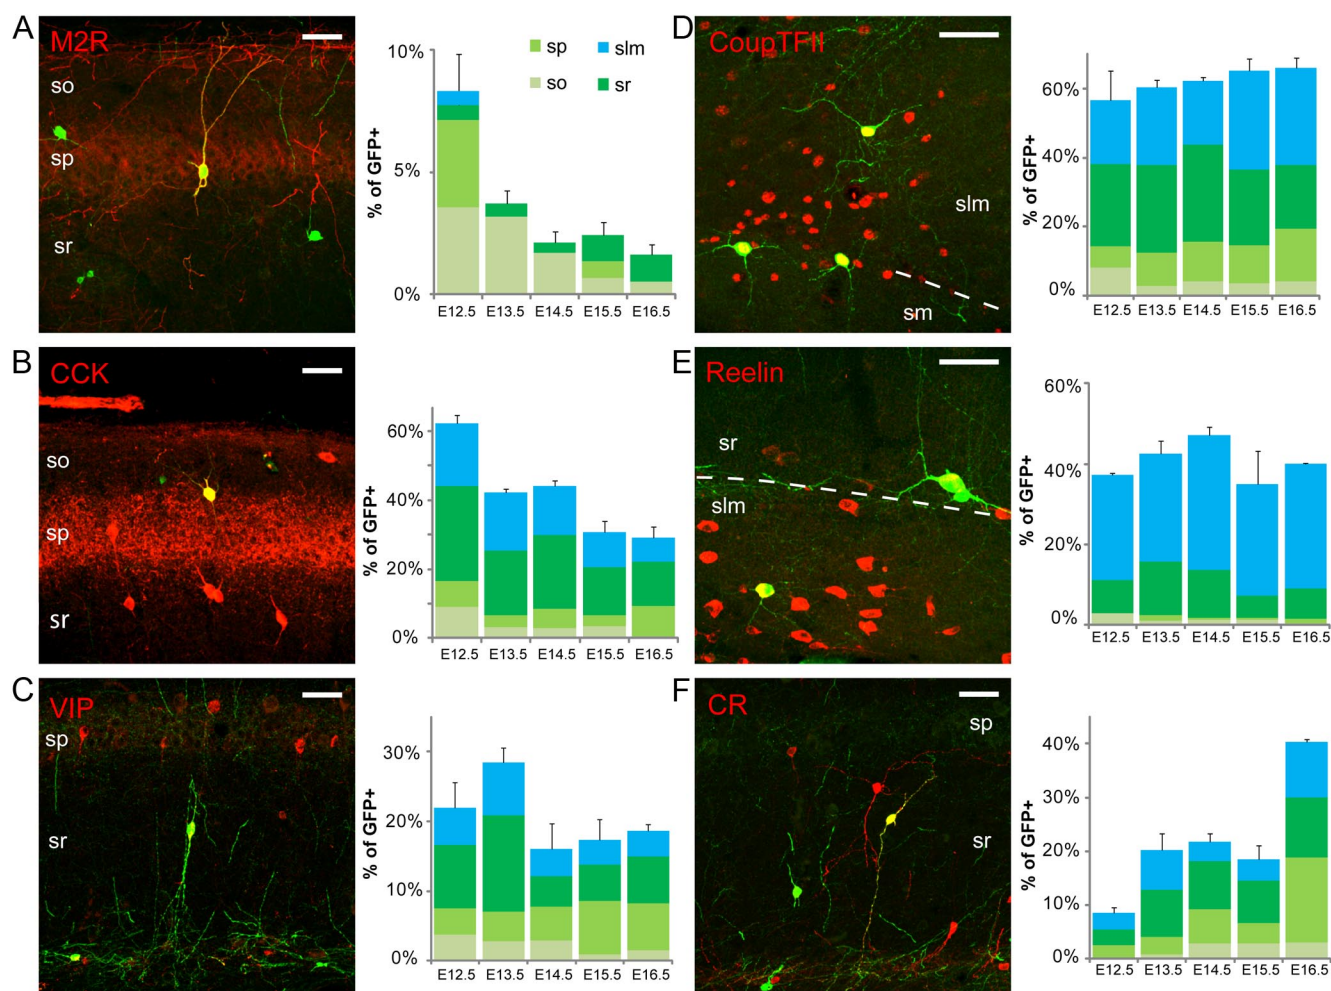 A
M2R
so
sp
sr
10%
5%
0%
% of GFP+
sp
slm
so
sr
E12.5 E13.5 E14.5 E15.5 E16.5
D
CoupTFII
slm
sm
60%
40%
20%
0%
% of GFP+
E12.5 E13.5 E14.5 E15.5 E16.5
B
CCK
so
sp
sr
60%
40%
20%
0%
% of GFP+
E12.5 E13.5 E14.5 E15.5 E16.5
E
Reelin
sr
slm
60%
40%
20%
0%
% of GFP+
E12.5 E13.5 E14.5 E15.5 E16.5
C
VIP
sp
sr
30%
20%
10%
0%
% of GFP+
E12.5 E13.5 E14.5 E15.5 E16.5
F
CR
sp
sr
40%
30%
20%
10%
0%
% of GFP+
E12.5 E13.5 E14.5 E15.5 E16.5